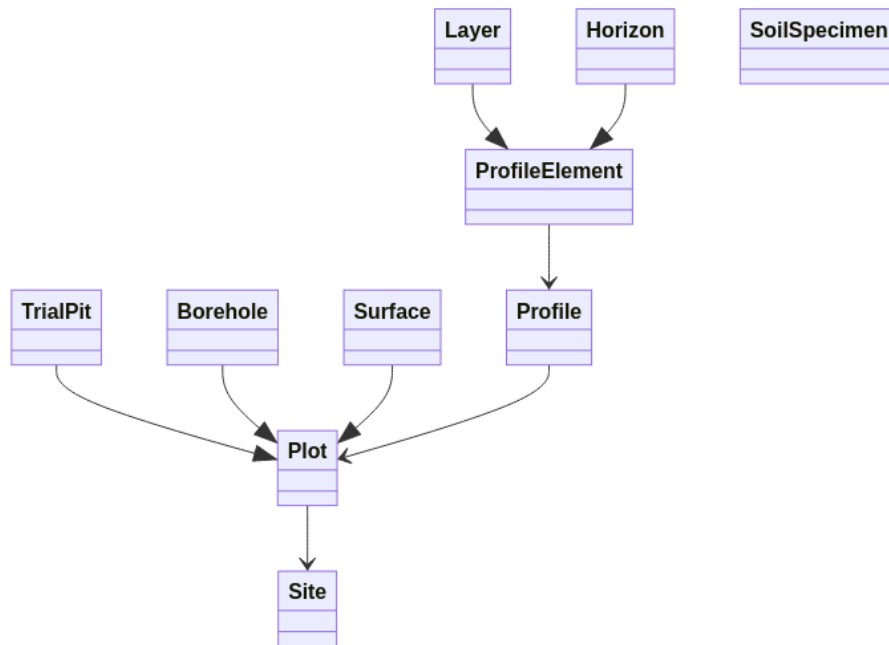 Layer
Horizon
SoilSpecimen
ProfileElement
TrialPit
Borehole
Surface
Profile
Plot
Site